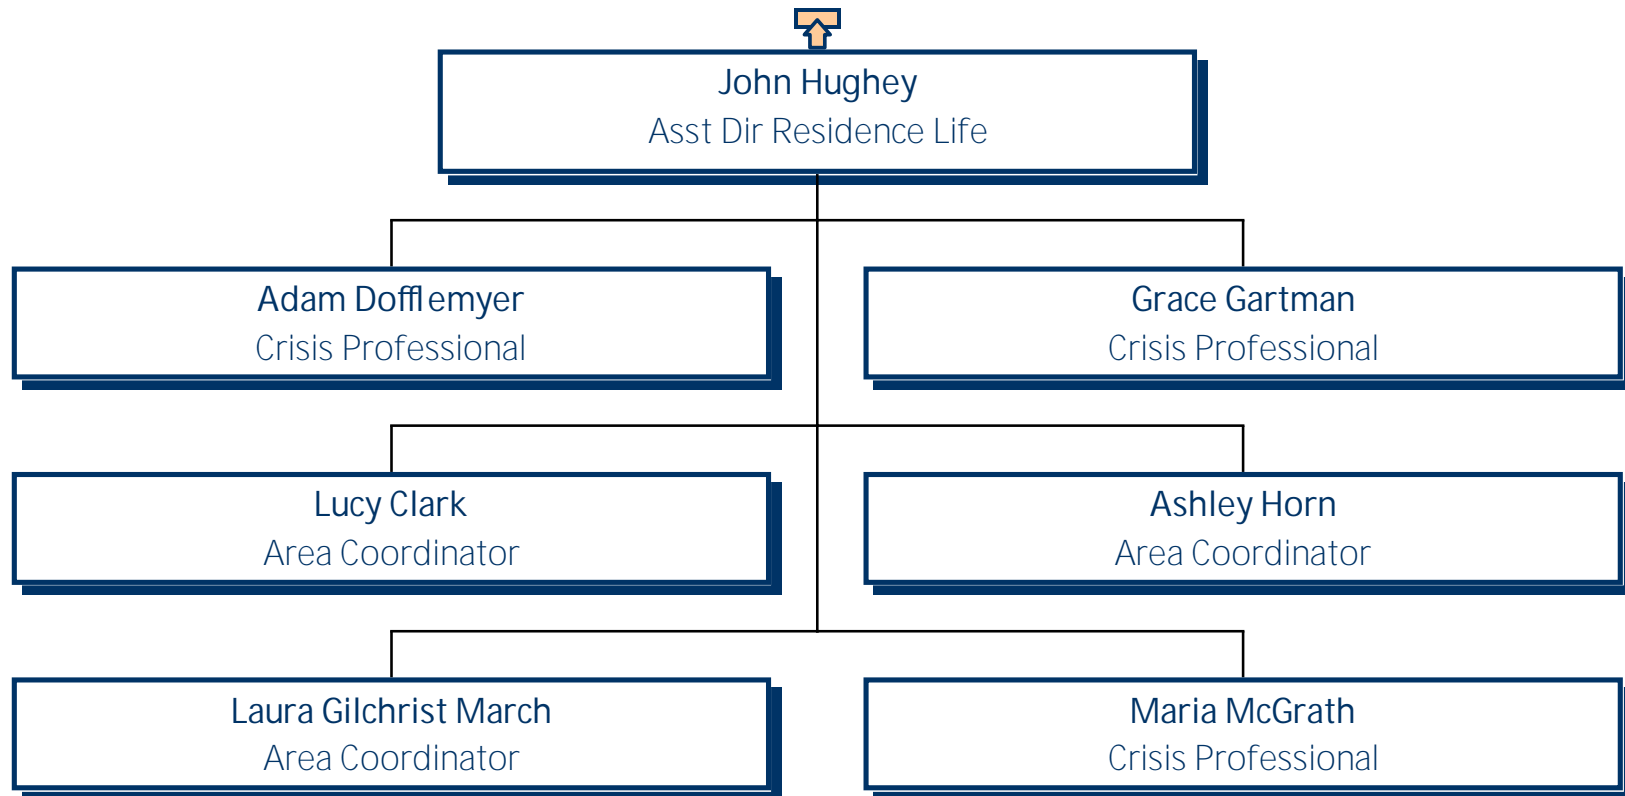 John Hughey
Asst Dir Residence Life
Adam Dofflemyer
Crisis Professional
Grace Gartman
Crisis Professional
Lucy Clark
Area Coordinator
Ashley Horn
Area Coordinator
Laura Gilchrist March
Area Coordinator
Maria McGrath
Crisis Professional